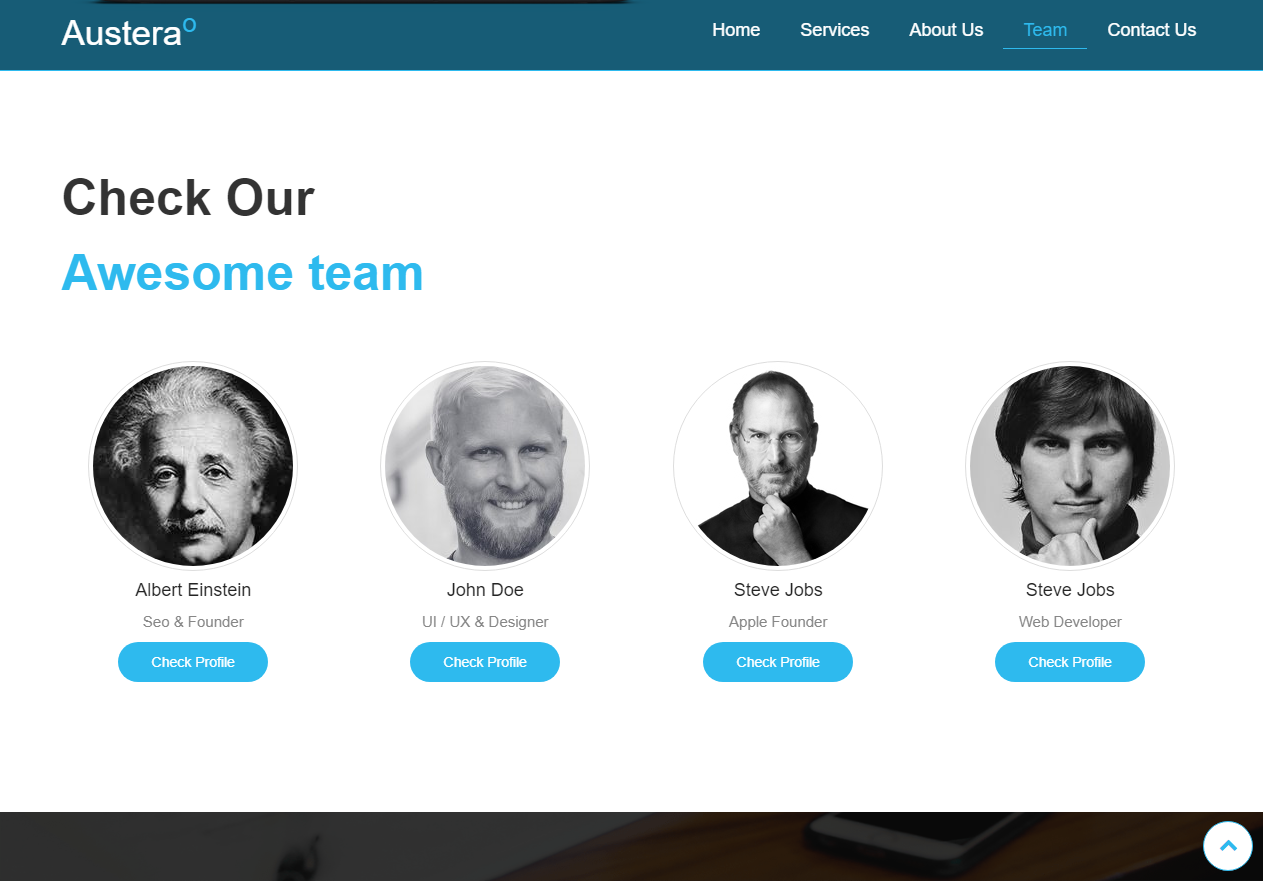 Austera° Home Services About Us Team Contact Us
Check Our
Awesome team
Albert Einstein John Doe Steve Jobs Steve Jobs
Seo & Founder UI / UX & Designer Apple Founder Web Developer
Check Profile Check Profile Check Profile Check Profile